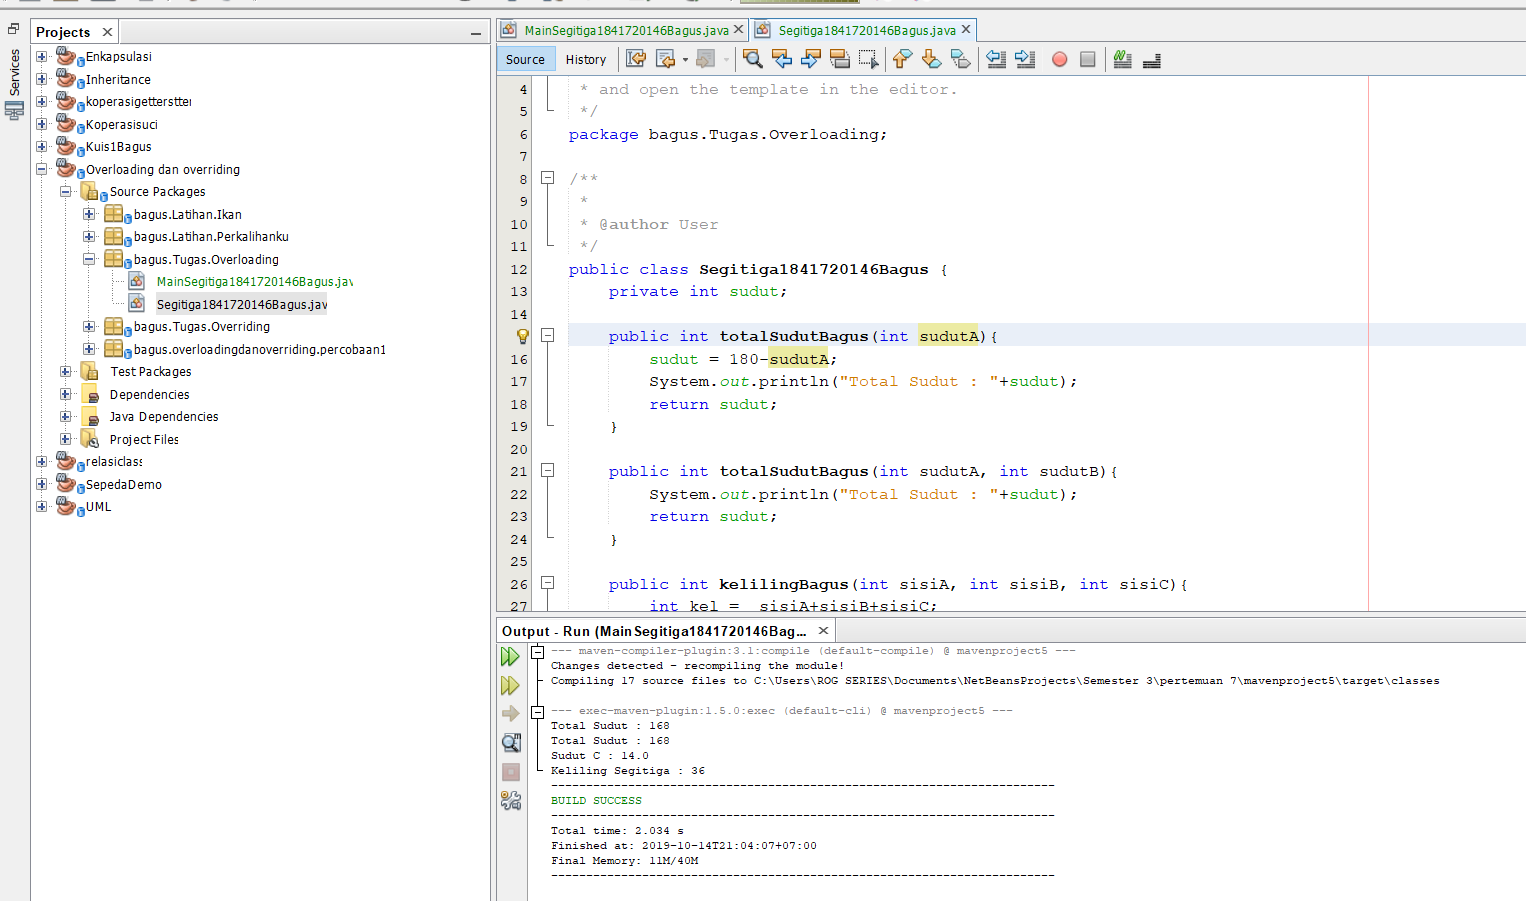 Services
Projects
Enkapsulasi
Inheritance
koperasigetterstter
Koperasisuci
Kuis1Bagus
Overloading dan overriding
Source Packages
bagus.Latihan.Ikan
bagus.Latihan.Perkalihanku
bagus.Tugas.Overloading
MainSegitiga1841720146Bagus.jav
Segitiga1841720146Bagus.jav
bagus.Tugas.Overriding
bagus.overloadingdanoverriding.percobaan1
Test Packages
Dependencies
Java Dependencies
Project Files
relasiclass
SepedaDemo
UML
MainSegitiga1841720146Bagus.java
Segitiga1841720146Bagus.java
Source History
4 * and open the template in the editor.
5 */
6 package bagus.Tugas.Overloading;
7
8 /**
9 *
10 * @author User
11 */
12 public class Segitiga1841720146Bagus {
13 private int sudut;
14
public int totalSudutBagus(int sudutA){
16 sudut = 180-sudutA;
17 System.out.println("Total Sudut : "+sudut);
18 return sudut;
19 }
20
21 public int totalSudutBagus(int sudutA, int sudutB){
22 System.out.println("Total Sudut : "+sudut);
23 return sudut;
24 }
25
26 public int kelilingBagus(int sisiA, int sisiB, int sisiC){
27 int kel = sisiA+sisiB+sisiC;
Output - Run (MainSegitiga1841720146Bag...
--- maven-compiler-plugin:3.1:compile (default-compile) @ mavenproject5 ---
Changes detected - recompiling the module!
Compiling 17 source files to C:\Users\ROG SERIES\Documents\NetBeansProjects\Semester 3\pertemuan 7\mavenproject5\target\classes
--- exec-maven-plugin:1.5.0:exec (default-cli) @ mavenproject5 ---
Total Sudut : 168
Total Sudut : 168
Sudut C : 14.0
Keliling Segitiga : 36
------------------------------------------------------------------------
BUILD SUCCESS
------------------------------------------------------------------------
Total time: 2.034 s
Finished at: 2019-10-14T21:04:07+07:00
Final Memory: 11M/40M
------------------------------------------------------------------------